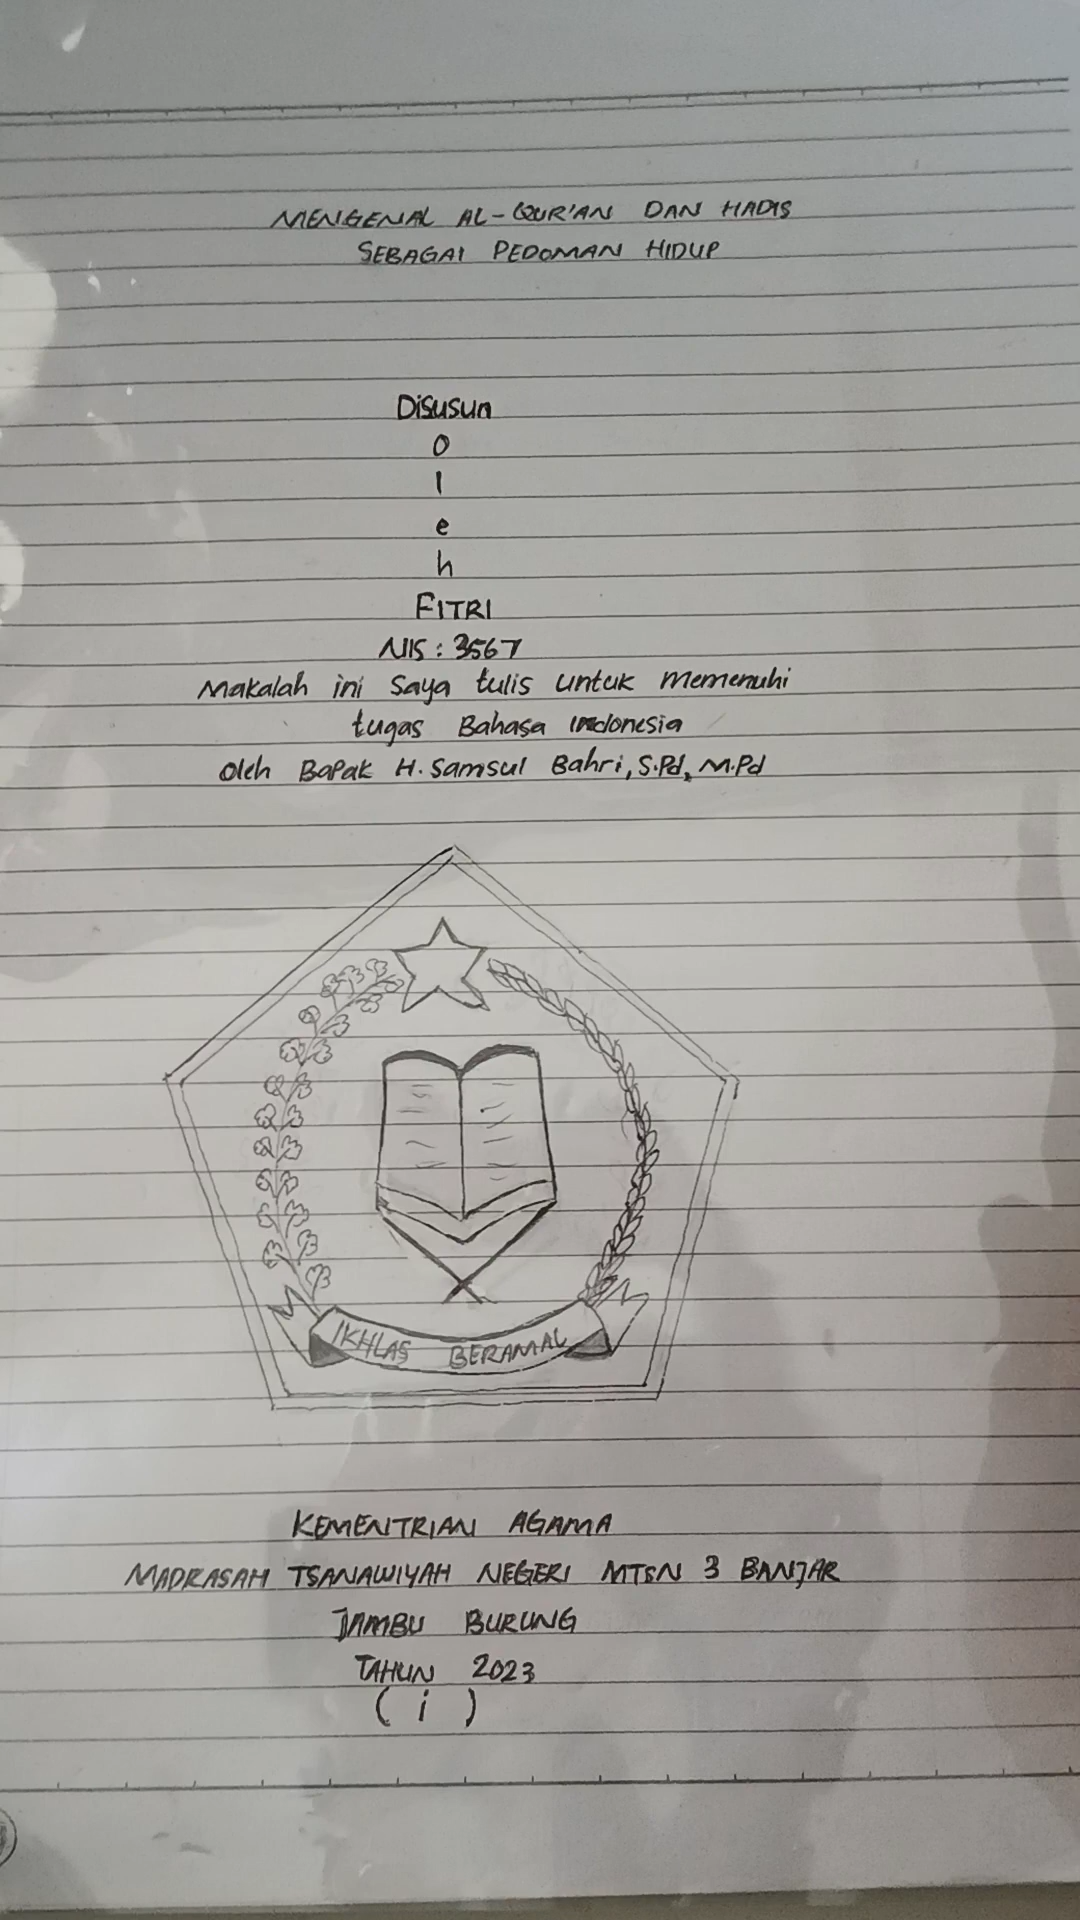 MENGENAL AL-QUR'AN DAN HADIS
SEBAGAI PEDOMAN HIDUP
Disusun
o
l
e
h
FITRI
NIS : 3567
Makalah ini saya tulis untuk memenuhi
tugas Bahasa Indonesia
oleh Bapak H. Samsul Bahri, S.Pd, M.Pd
IKHLAS BERAMAL
KEMENTRIAN AGAMA
MADRASAH TSANAWIYAH NEGERI MTSN 3 BANJAR
JAMBU BURUNG
TAHUN 2023
( i )